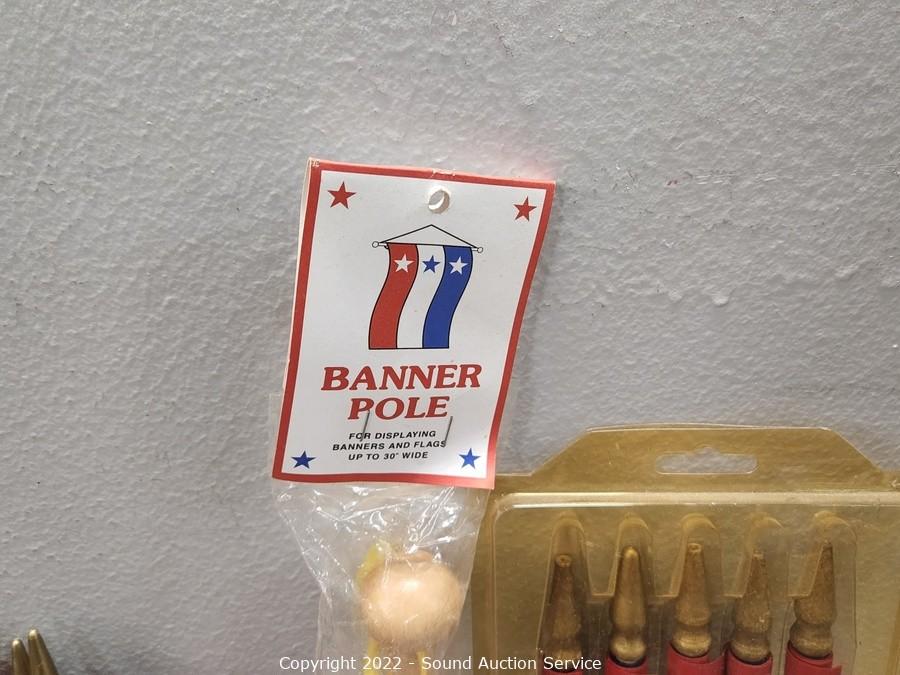 BANNER
POLE
FOR DISPLAYING
BANNERS AND FLAGS
UP TO 30" WIDE
Copyright 2022 - Sound Auction Service